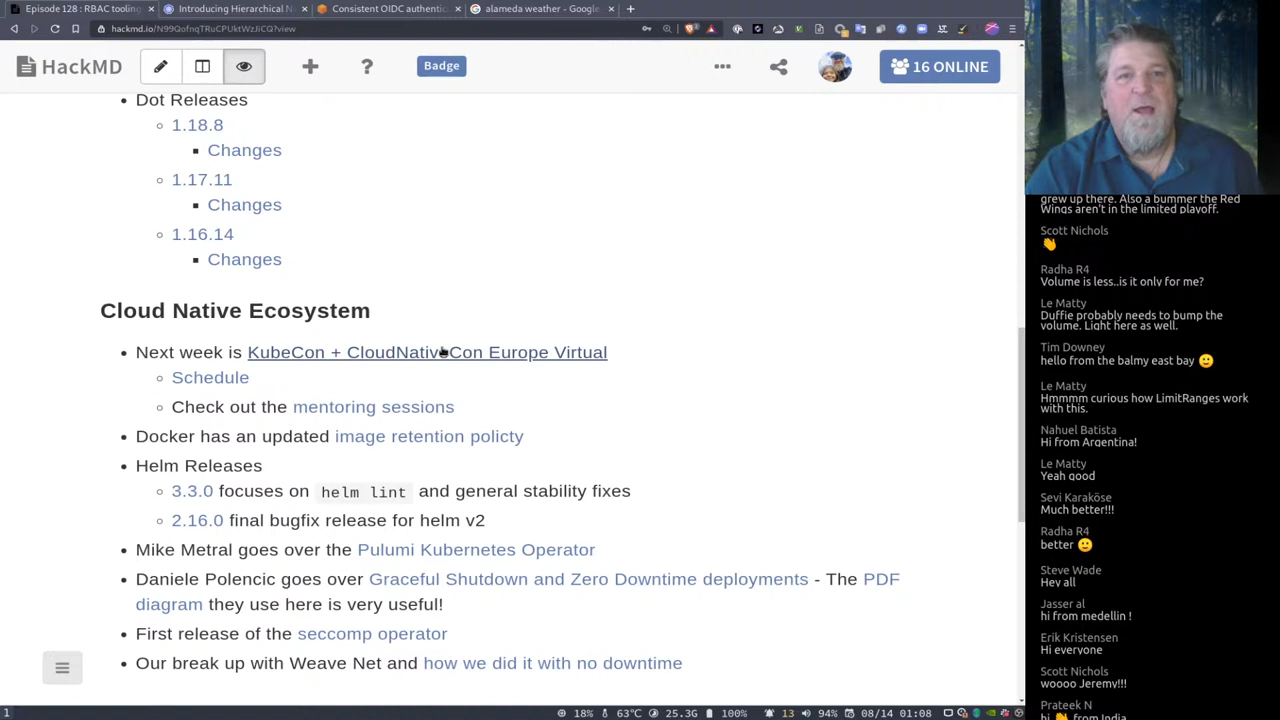 Episode 128 : RBAC tooling
Introducing Hierarchical N
Consistent OIDC authentic
alameda weather - Google
hackmd.io/N99QofnqTRuCPUktWzJiCQ?view
HackMD
Badge
16 ONLINE
Dot Releases
1.18.8
Changes
1.17.11
Changes
1.16.14
Changes
Cloud Native Ecosystem
Next week is KubeCon + CloudNativeCon Europe Virtual
Schedule
Check out the mentoring sessions
Docker has an updated image retention policty
Helm Releases
3.3.0 focuses on helm lint and general stability fixes
2.16.0 final bugfix release for helm v2
Mike Metral goes over the Pulumi Kubernetes Operator
Daniele Polencic goes over Graceful Shutdown and Zero Downtime deployments - The PDF
diagram they use here is very useful!
First release of the seccomp operator
Our break up with Weave Net and how we did it with no downtime
grew up there. Also a bummer the Red
Wings aren't in the limited playoff.
Scott Nichols
👏
Radha R4
Volume is less..is it only for me?
Le Matty
Duffie probably needs to bump the
volume. Light here as well.
Tim Downey
hello from the balmy east bay 🙂
Le Matty
Hmmmm curious how LimitRanges work
with this.
Nahuel Batista
Hi from Argentina!
Le Matty
Yeah good
Sevi Karaköse
Much better!!!
Radha R4
better 🙂
Steve Wade
Hey all
Jasser al
hi from medellin !
Erik Kristensen
Hi everyone
Scott Nichols
woooo Jeremy!!!
Prateek N
hi 👋 from India
1
18% 63°C 25.3G 100% 13 94% 08/14 01:08